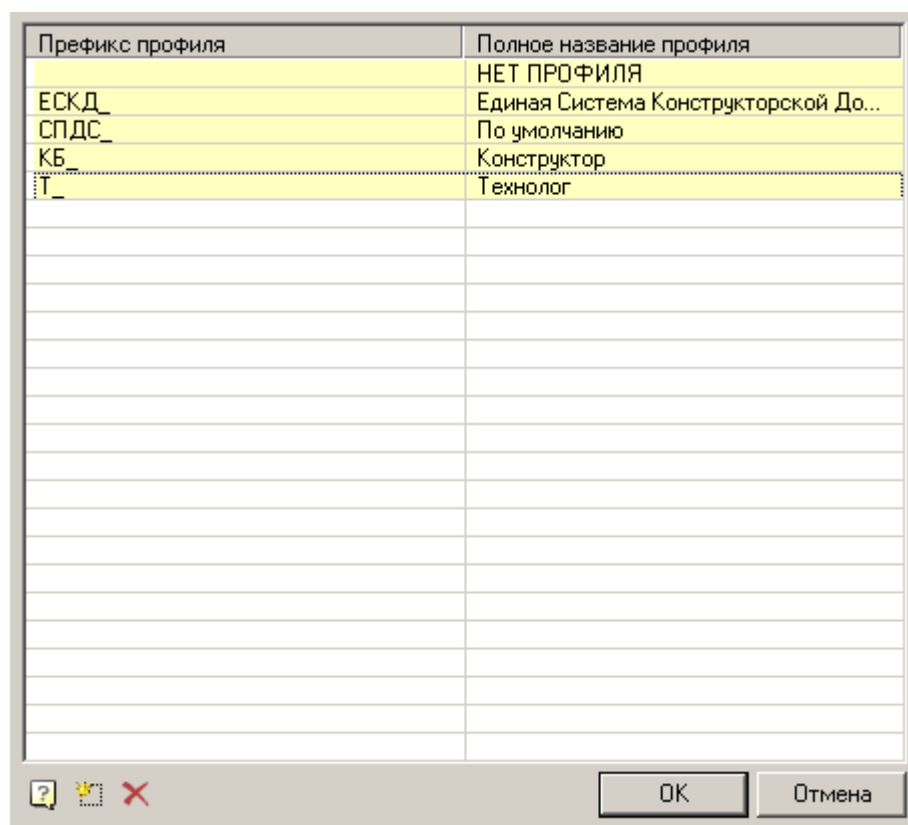 Префикс профиля Полное название профиля
НЕТ ПРОФИЛЯ
ЕСКД_ Единая Система Конструкторской До...
СПДС_ По умолчанию
КБ_ Конструктор
Т_ Технолог
OK Отмена